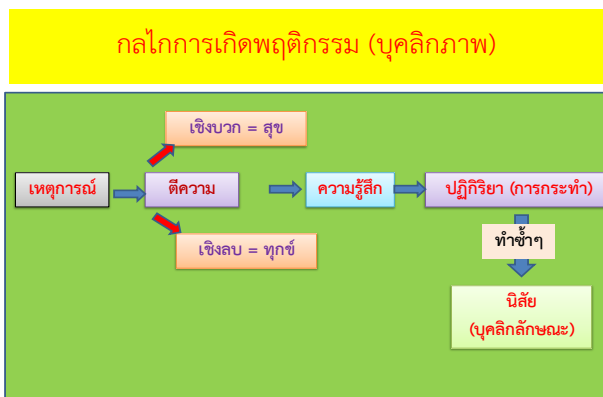 กลไกการเกิดพฤติกรรม (บุคลิกภาพ)
เชิงบวก = สุข
เหตุการณ์
ตีความ
ความรู้สึก
ปฏิกิริยา (การกระทำ)
เชิงลบ = ทุกข์
ทำซ้ำๆ
นิสัย
(บุคลิกลักษณะ)